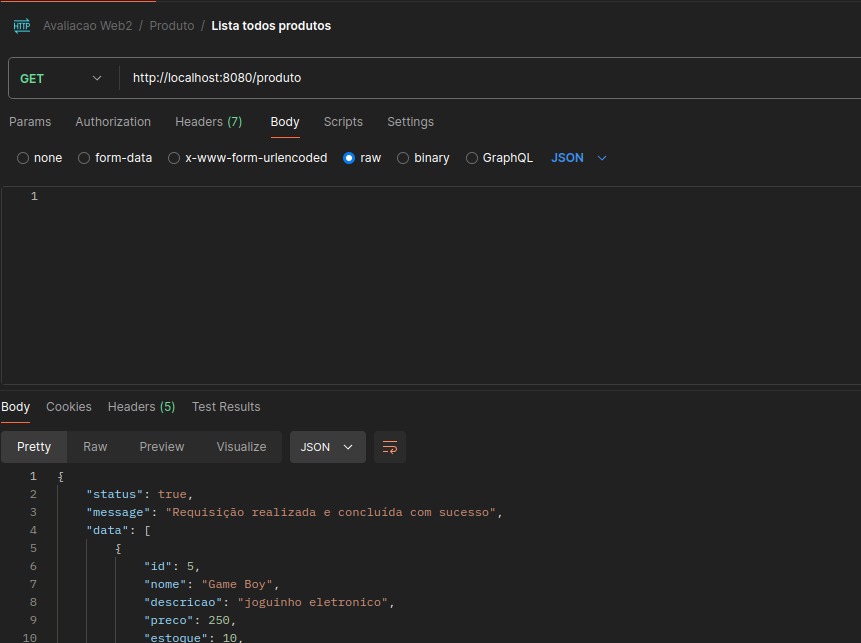 HTTP Avaliacao Web2 / Produto / Lista todos produtos
GET http://localhost:8080/produto
Params Authorization Headers (7) Body Scripts Settings
none form-data x-www-form-urlencoded raw binary GraphQL JSON
1
Body Cookies Headers (5) Test Results
Pretty Raw Preview Visualize JSON
1 {
2 "status": true,
3 "message": "Requisição realizada e concluída com sucesso",
4 "data": [
5 {
6 "id": 5,
7 "nome": "Game Boy",
8 "descricao": "joguinho eletronico",
9 "preco": 250,
10 "estoque": 10,